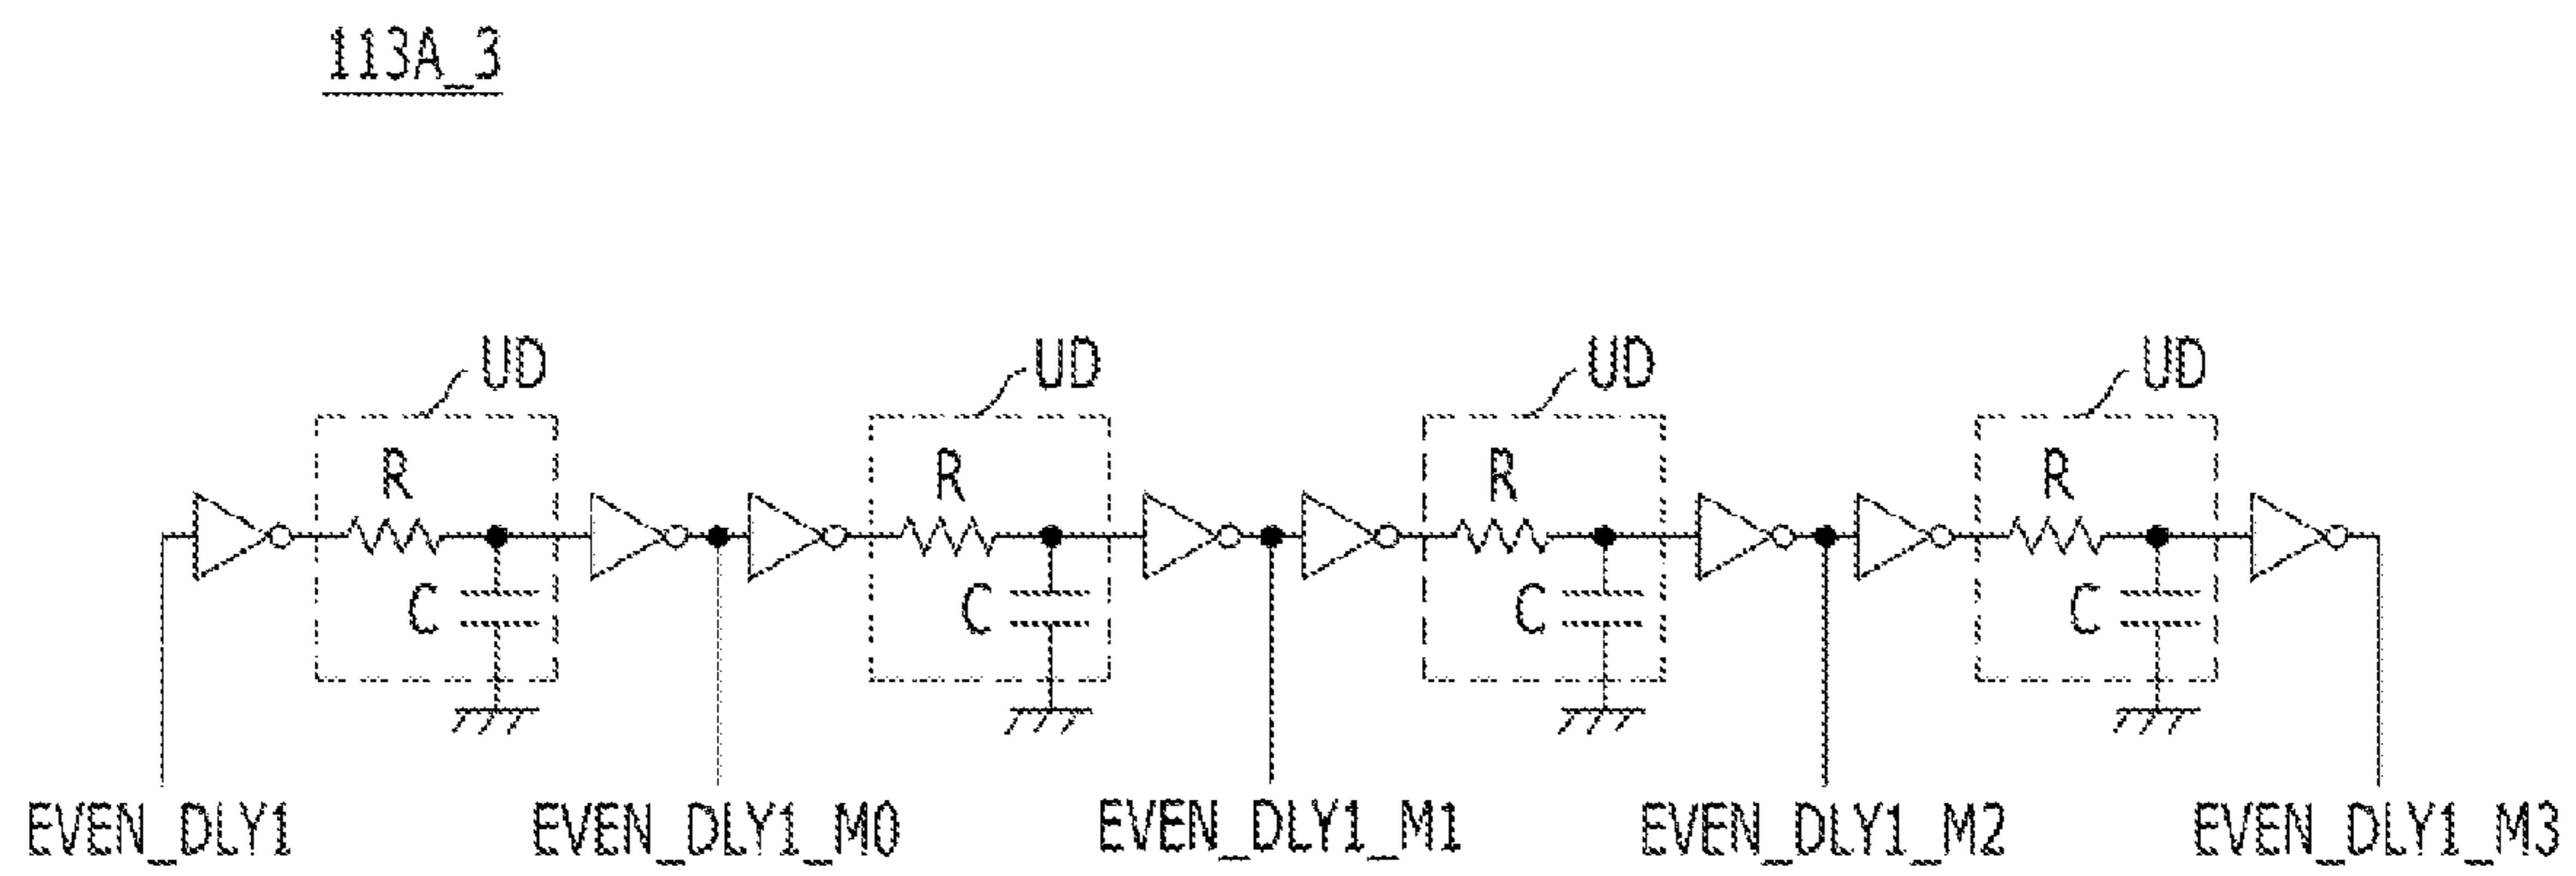 113A_3
UD UD UD UD
R R R R
C C C C
EVEN_DLY1 EVEN_DLY1_M0 EVEN_DLY1_M1 EVEN_DLY1_M2 EVEN_DLY1_M3